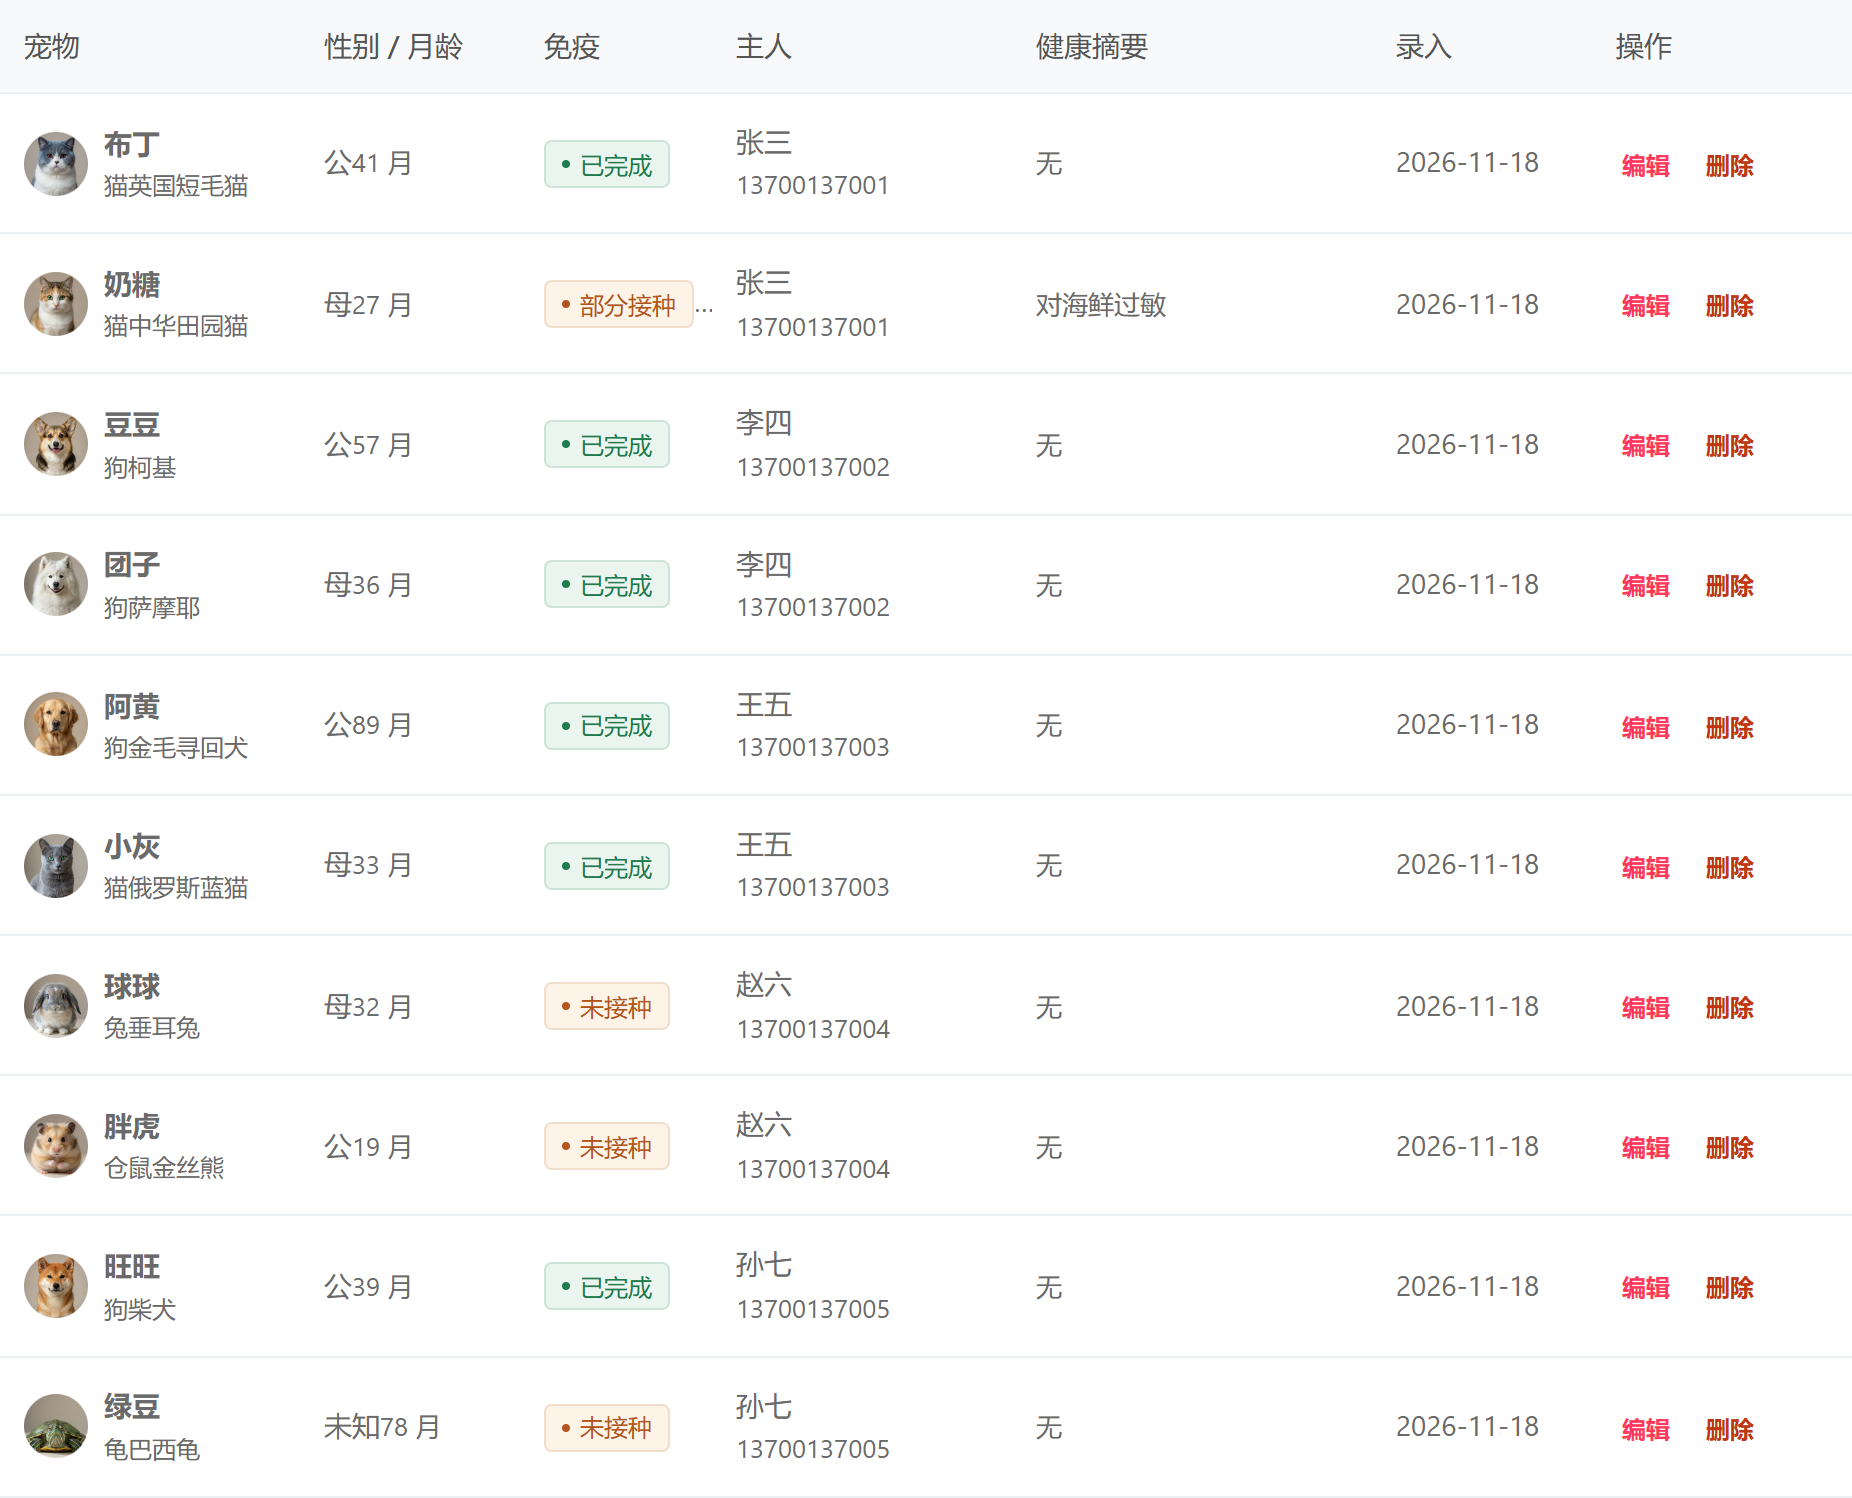 宠物 性别 / 月龄 免疫 主人 健康摘要 录入 操作
布丁
猫英国短毛猫
公41 月
已完成
张三
13700137001
无
2026-11-18
编辑 删除
奶糖
猫中华田园猫
母27 月
部分接种...
张三
13700137001
对海鲜过敏
2026-11-18
编辑 删除
豆豆
狗柯基
公57 月
已完成
李四
13700137002
无
2026-11-18
编辑 删除
团子
狗萨摩耶
母36 月
已完成
李四
13700137002
无
2026-11-18
编辑 删除
阿黄
狗金毛寻回犬
公89 月
已完成
王五
13700137003
无
2026-11-18
编辑 删除
小灰
猫俄罗斯蓝猫
母33 月
已完成
王五
13700137003
无
2026-11-18
编辑 删除
球球
兔垂耳兔
母32 月
未接种
赵六
13700137004
无
2026-11-18
编辑 删除
胖虎
仓鼠金丝熊
公19 月
未接种
赵六
13700137004
无
2026-11-18
编辑 删除
旺旺
狗柴犬
公39 月
已完成
孙七
13700137005
无
2026-11-18
编辑 删除
绿豆
龟巴西龟
未知78 月
未接种
孙七
13700137005
无
2026-11-18
编辑 删除